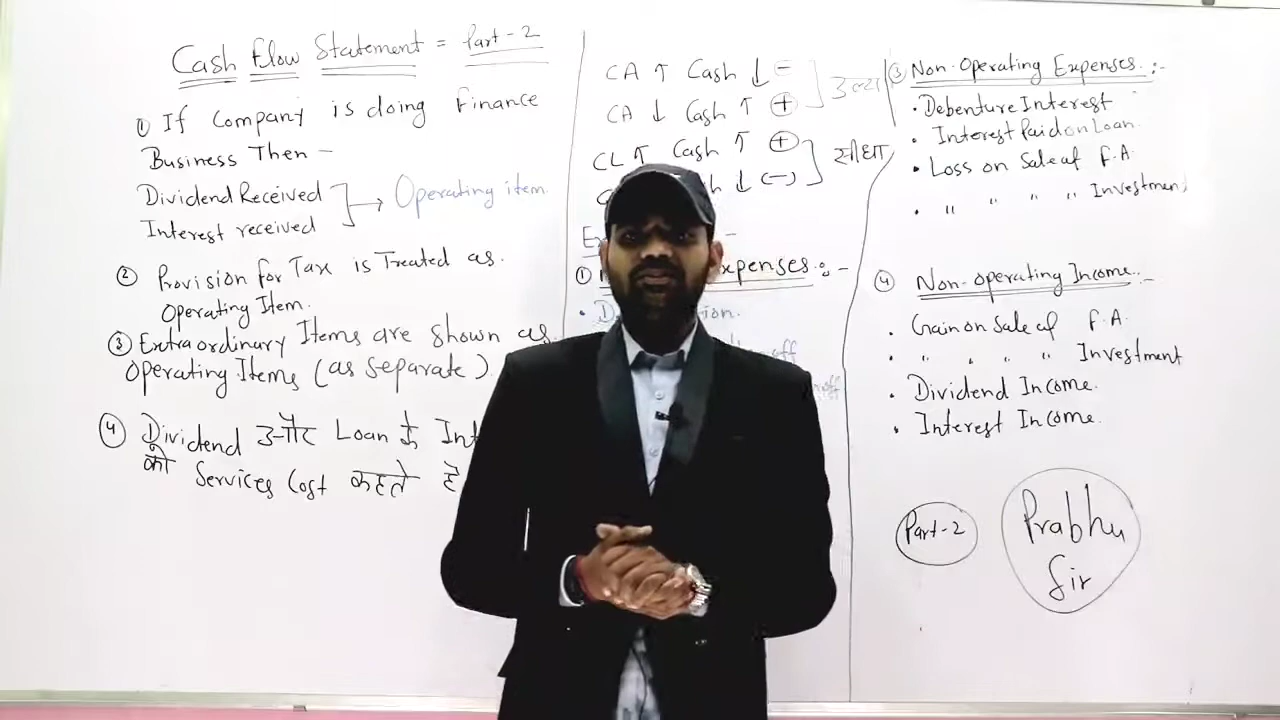 Cash Flow Statement = Part-2
① If Company is doing Finance
Business Then —
Dividend Received
Interest received
→ Operating item
② Provision for Tax is Treated as.
Operating Item.
③ Extraordinary Items are shown as
Operating Items (as separate).
④ Dividend और Loan के Int
को Services Cost कहते है
CA ↑ Cash ↓ −
CA ↓ Cash ↑ (+)
उल्टा
CL ↑ Cash ↑ (+)
↓ (−)
सीधा
① xpenses :-
③ Non-Operating Expenses :-
• Debenture Interest
• Interest Paid on Loan.
• Loss on Sale of F.A.
• " " " " Investment
④ Non-operating Income :-
• Gain on Sale of F.A.
• " " " " Investment
• Dividend Income.
• Interest Income.
Part-2
Prabhu
Sir